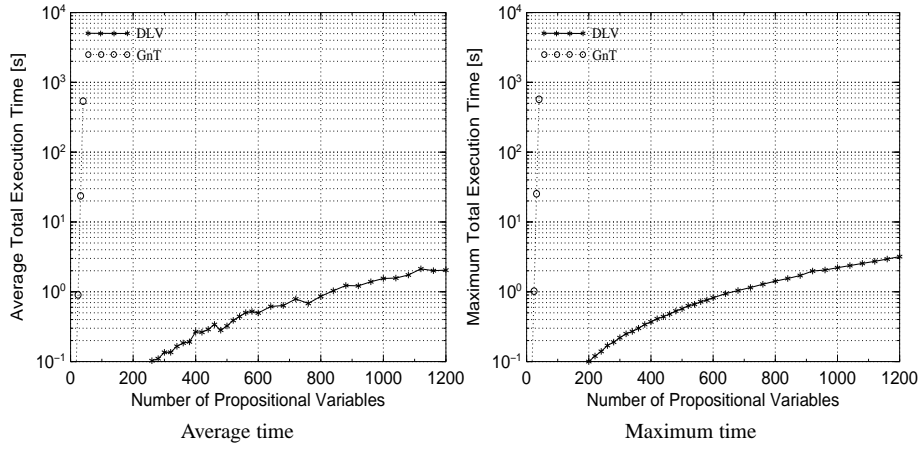 10^4
10^3
10^2
10^1
10^0
10^-1
Average Total Execution Time [s]
DLV
GnT
0 200 400 600 800 1000 1200
Number of Propositional Variables
Average time
10^4
10^3
10^2
10^1
10^0
10^-1
Maximum Total Execution Time [s]
DLV
GnT
0 200 400 600 800 1000 1200
Number of Propositional Variables
Maximum time